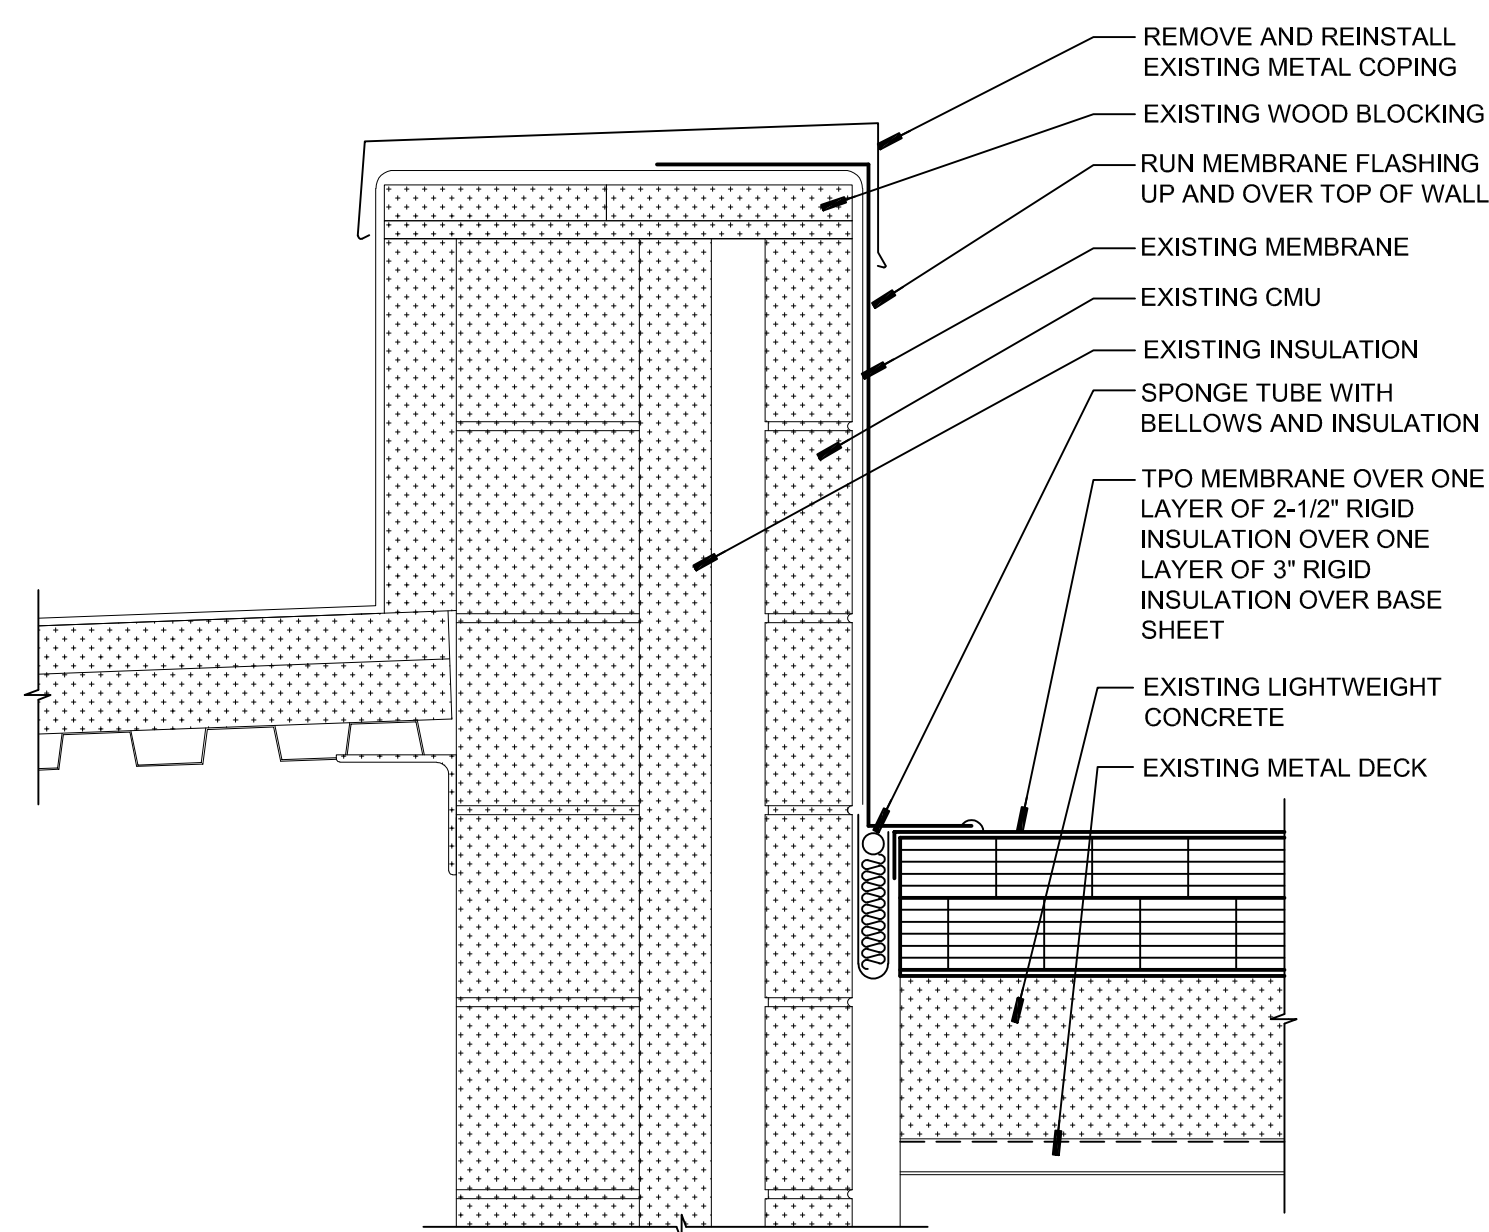 REMOVE AND REINSTALL
EXISTING METAL COPING
EXISTING WOOD BLOCKING
RUN MEMBRANE FLASHING
UP AND OVER TOP OF WALL
EXISTING MEMBRANE
EXISTING CMU
EXISTING INSULATION
SPONGE TUBE WITH
BELLOWS AND INSULATION
TPO MEMBRANE OVER ONE
LAYER OF 2-1/2" RIGID
INSULATION OVER ONE
LAYER OF 3" RIGID
INSULATION OVER BASE
SHEET
EXISTING LIGHTWEIGHT
CONCRETE
EXISTING METAL DECK